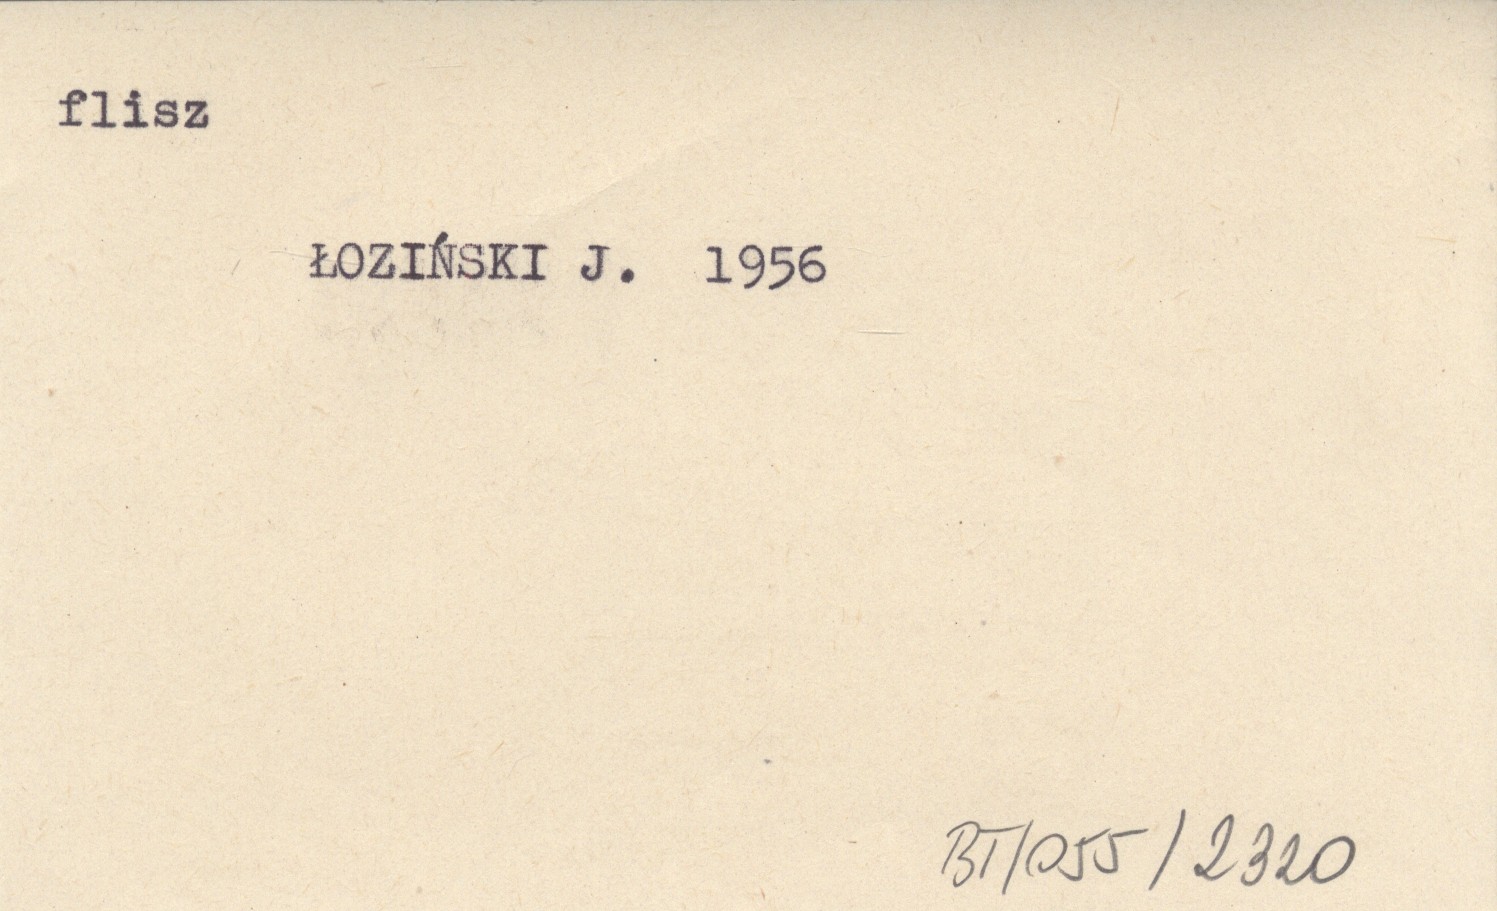 flisz
ŁOZIŃSKI J. 1956
BT/055/2320